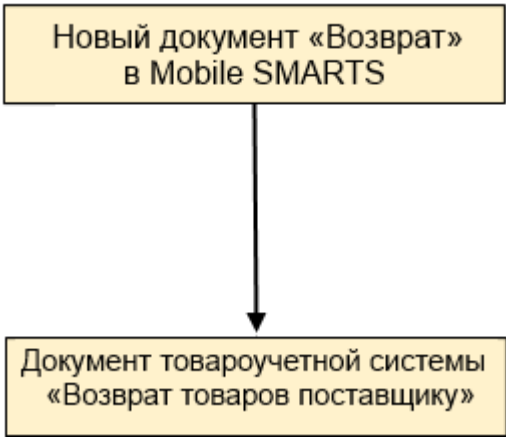 Новый документ «Возврат»
в Mobile SMARTS
Документ товароучетной системы
«Возврат товаров поставщику»